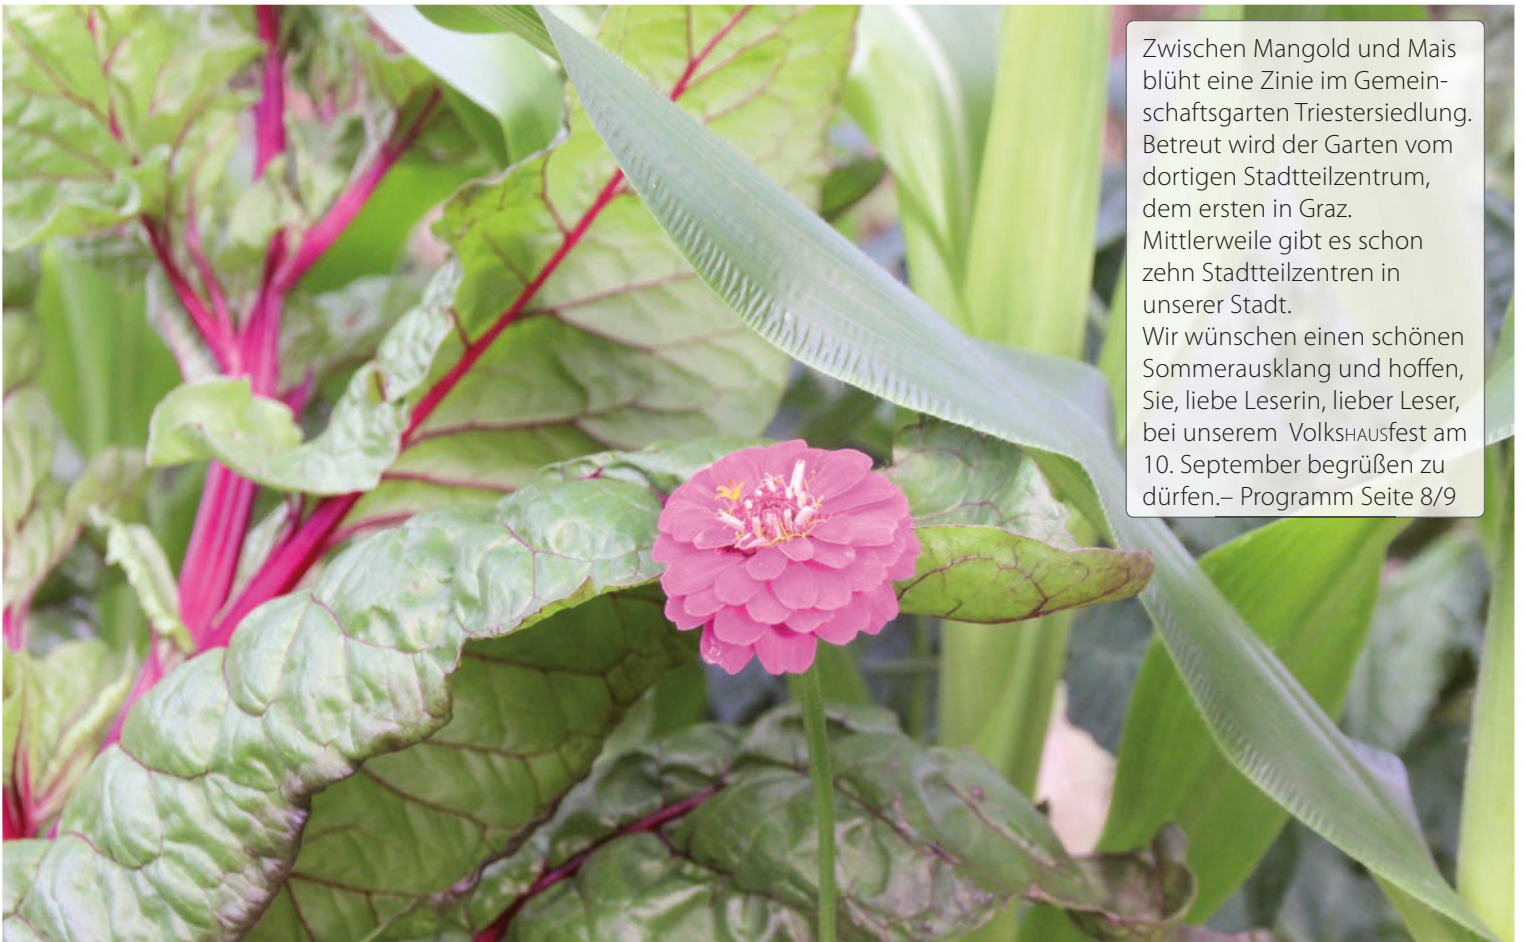 Zwischen Mangold und Mais
blüht eine Zinie im Gemein-
schaftsgarten Triestersiedlung.
Betreut wird der Garten vom
dortigen Stadtteilzentrum,
dem ersten in Graz.
Mittlerweile gibt es schon
zehn Stadtteilzentren in
unserer Stadt.
Wir wünschen einen schönen
Sommerausklang und hoffen,
Sie, liebe Leserin, lieber Leser,
bei unserem VolksHAUSfest am
10. September begrüßen zu
dürfen.– Programm Seite 8/9